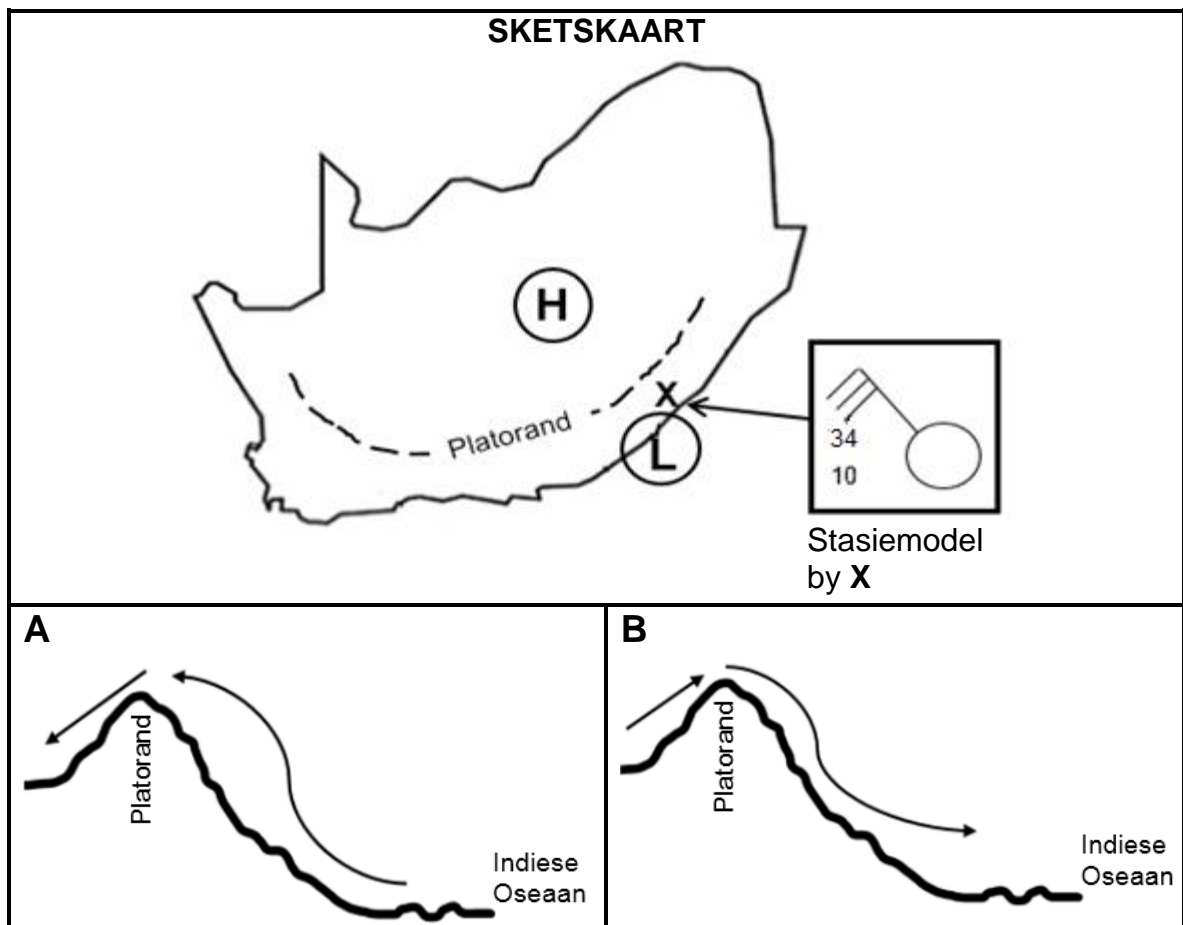 SKETSKAART
H
Platorand
X
L
34
10
Stasiemodel
by X
A
Platorand
Indiese
Oseaan
B
Platorand
Indiese
Oseaan